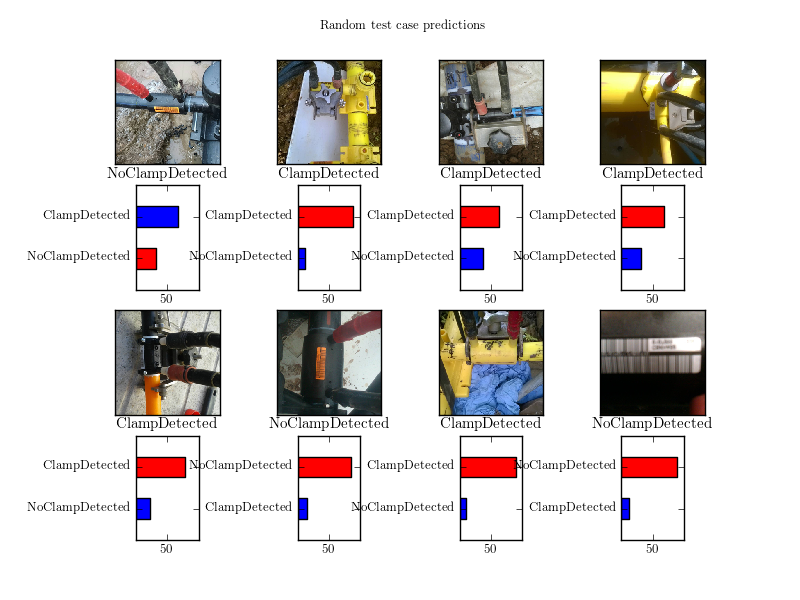 Random test case predictions
NoClampDetected ClampDetected ClampDetected ClampDetected
ClampDetected ClampDetected ClampDetected ClampDetected
NoClampDetected NoClampDetected NoClampDetected NoClampDetected
50 50 50 50
ClampDetected NoClampDetected ClampDetected NoClampDetected
ClampDetected NoClampDetected ClampDetected NoClampDetected
NoClampDetected ClampDetected NoClampDetected ClampDetected
50 50 50 50